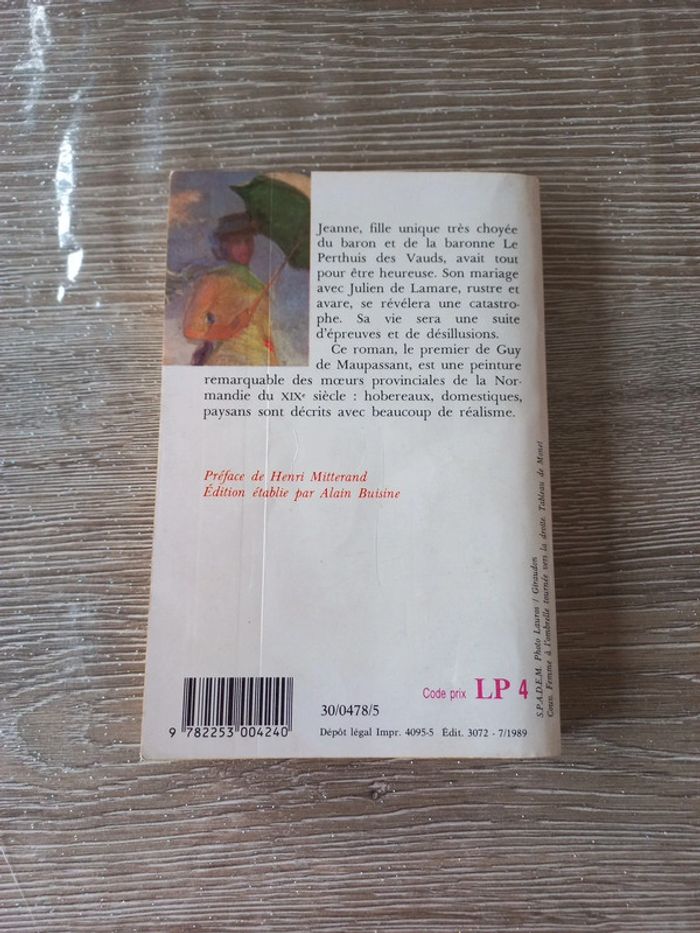 Jeanne, fille unique très choyée
du baron et de la baronne Le
Perthuis des Vauds, avait tout
pour être heureuse. Son mariage
avec Julien de Lamare, rustre et
avare, se révélera une catastro-
phe. Sa vie sera une suite
d'épreuves et de désillusions.
Ce roman, le premier de Guy
de Maupassant, est une peinture
remarquable des mœurs provinciales de la Nor-
mandie du XIXe siècle : hobereaux, domestiques,
paysans sont décrits avec beaucoup de réalisme.
Préface de Henri Mitterand
Édition établie par Alain Buisine
S.P.A.D.E.M. Photo Lauros / Giraudon
Couv. Femme à l'ombrelle tournée vers la droite. Tableau de Monet
Code prix LP 4
30/0478/5
9 782253 004240
Dépôt légal Impr. 4095-5 Édit. 3072 - 7/1989